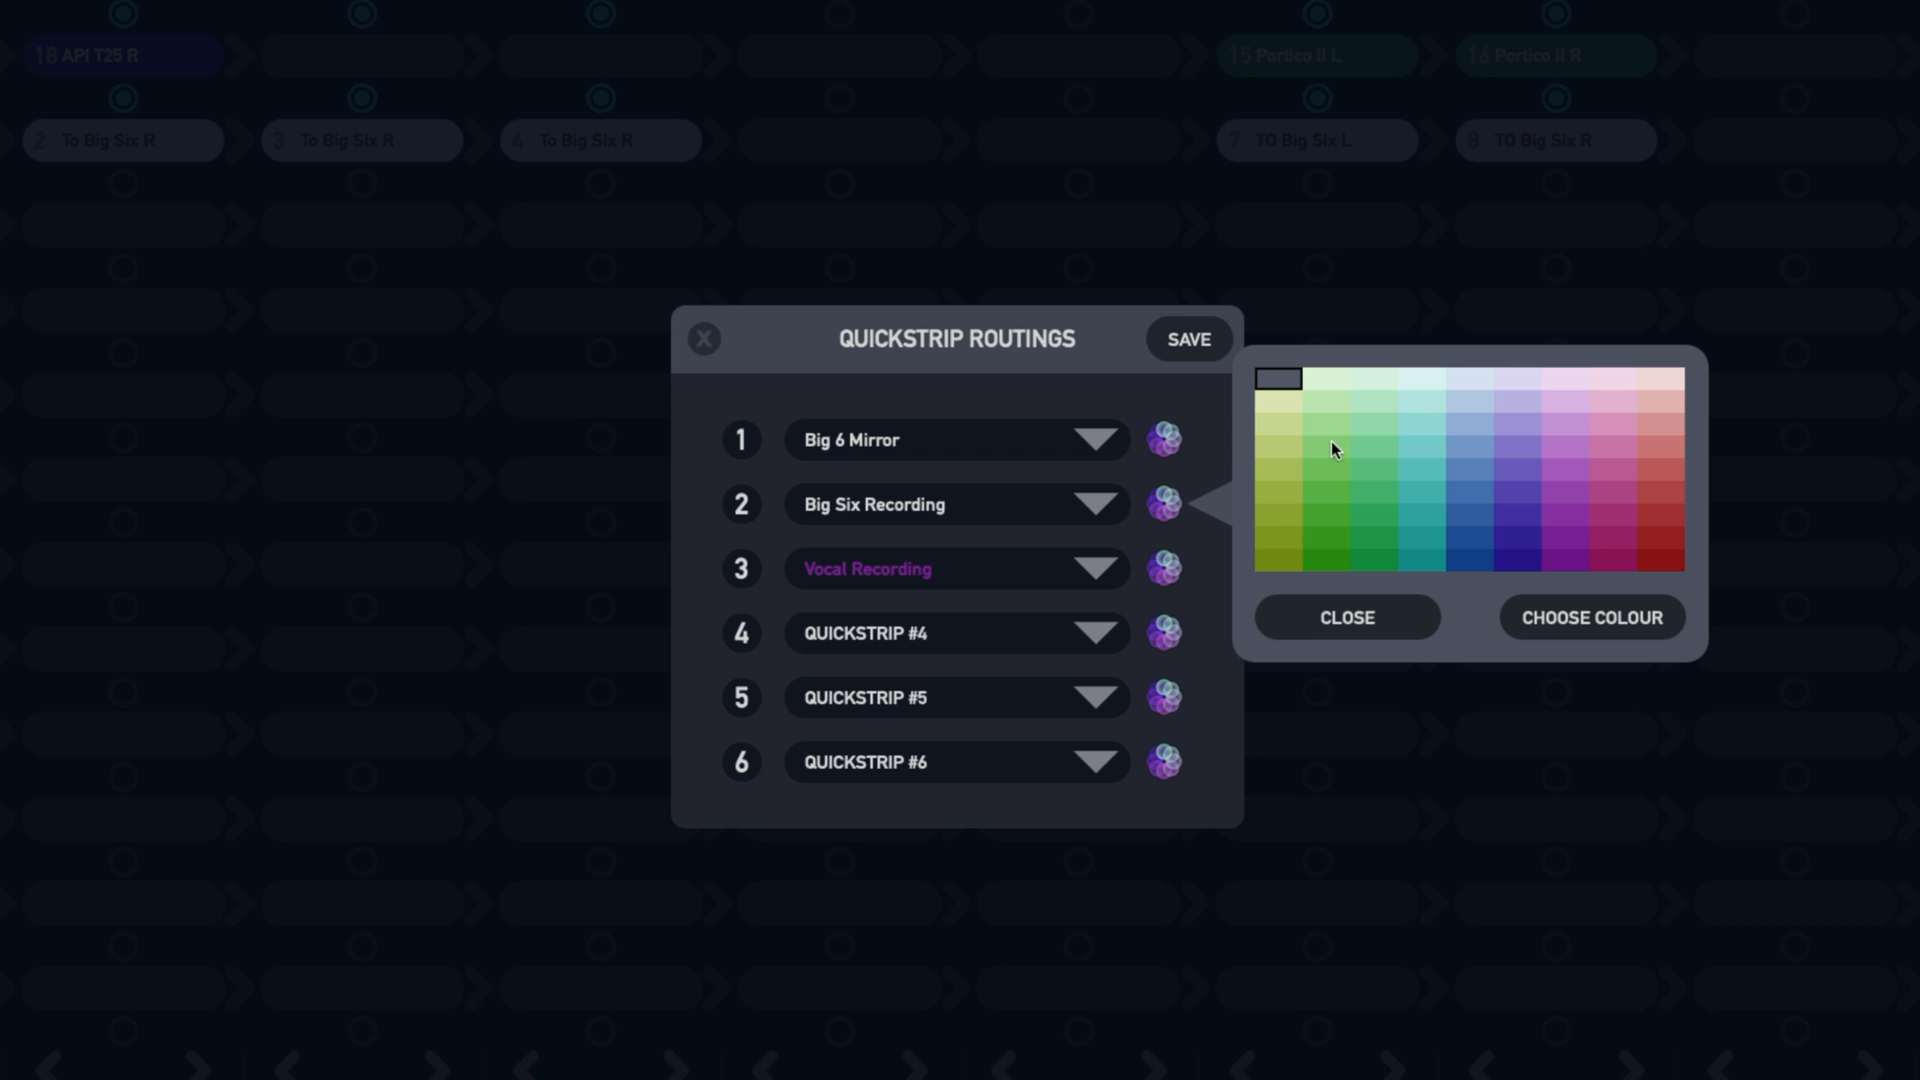 18 API T25 R
15 Portico II L
16 Portico II R
2 To Big Six R
3 To Big Six R
4 To Big Six R
7 TO Big Six L
8 TO Big Six R
X
QUICKSTRIP ROUTINGS
SAVE
1 Big 6 Mirror
2 Big Six Recording
3 Vocal Recording
4 QUICKSTRIP #4
5 QUICKSTRIP #5
6 QUICKSTRIP #6
CLOSE
CHOOSE COLOUR